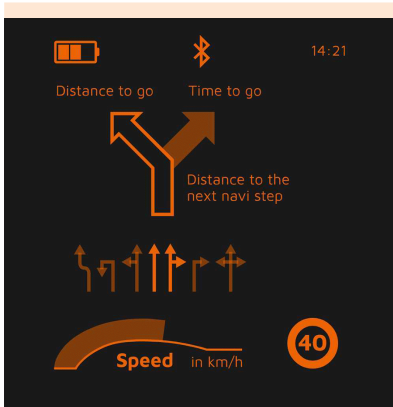 14:21
Distance to go
Time to go
Distance to the
next navi step
Speed in km/h
40